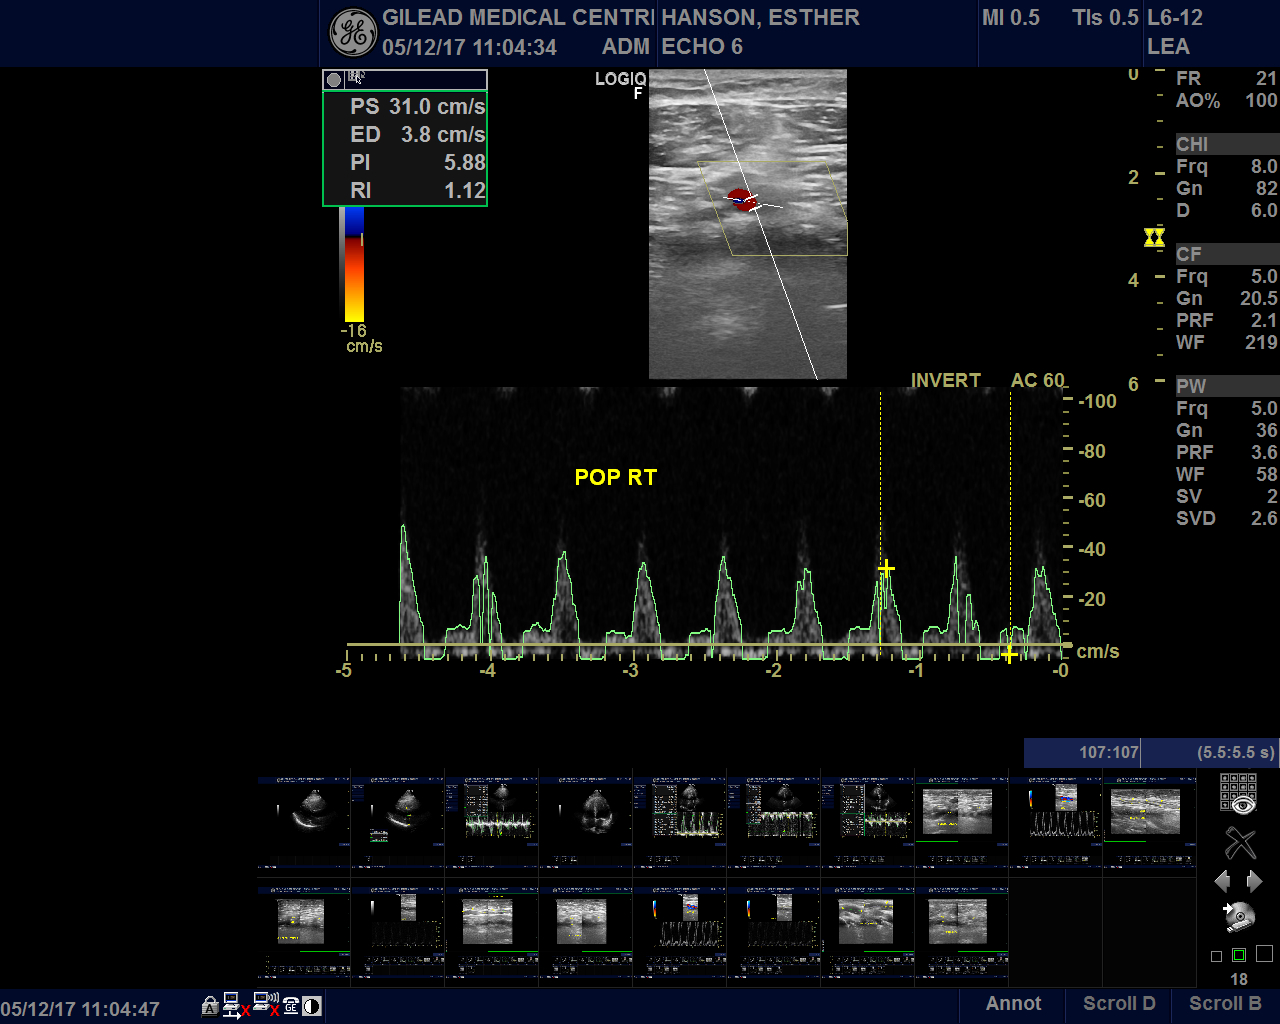 GILEAD MEDICAL CENTR
HANSON, ESTHER
MI 0.5
TIs 0.5
L6-12
05/12/17 11:04:34
ADM
ECHO 6
LEA
PS 31.0 cm/s
ED 3.8 cm/s
PI 5.88
RI 1.12
-16
cm/s
LOGIQ
F
0
2
4
6
FR 21
AO% 100
CHI
Frq 8.0
Gn 82
D 6.0
CF
Frq 5.0
Gn 20.5
PRF 2.1
WF 219
PW
Frq 5.0
Gn 36
PRF 3.6
WF 58
SV 2
SVD 2.6
INVERT
AC 60
-100
-80
-60
-40
-20
cm/s
POP RT
-5
-4
-3
-2
-1
-0
107:107
(5.5:5.5 s)
18
05/12/17 11:04:47
Annot
Scroll D
Scroll B